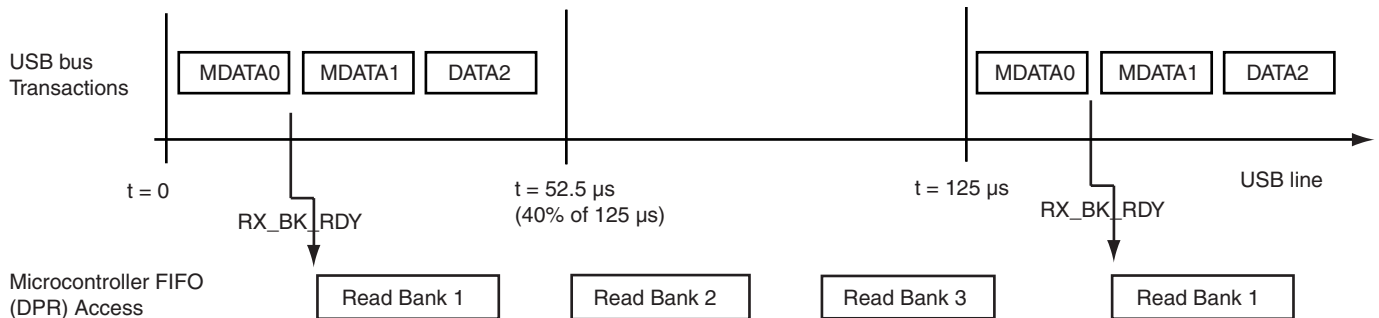 USB bus
Transactions
MDATA0 MDATA1 DATA2 MDATA0 MDATA1 DATA2
t = 0
t = 52.5 µs
(40% of 125 µs)
t = 125 µs
USB line
RX_BK_RDY
RX_BK_RDY
Microcontroller FIFO
(DPR) Access
Read Bank 1 Read Bank 2 Read Bank 3 Read Bank 1